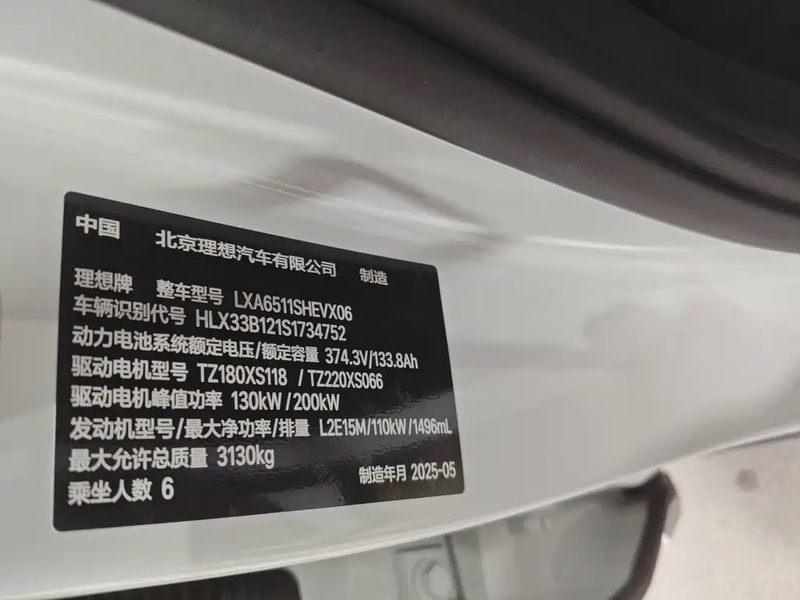 中国 北京理想汽车有限公司 制造
理想牌 整车型号 LXA6511SHEVX06
车辆识别代号 HLX33B121S1734752
动力电池系统额定电压/额定容量 374.3V/133.8Ah
驱动电机型号 TZ180XS118 / TZ220XS066
驱动电机峰值功率 130kW / 200kW
发动机型号/最大净功率/排量 L2E15M/110kW/1496mL
最大允许总质量 3130kg
乘坐人数 6 制造年月 2025-05